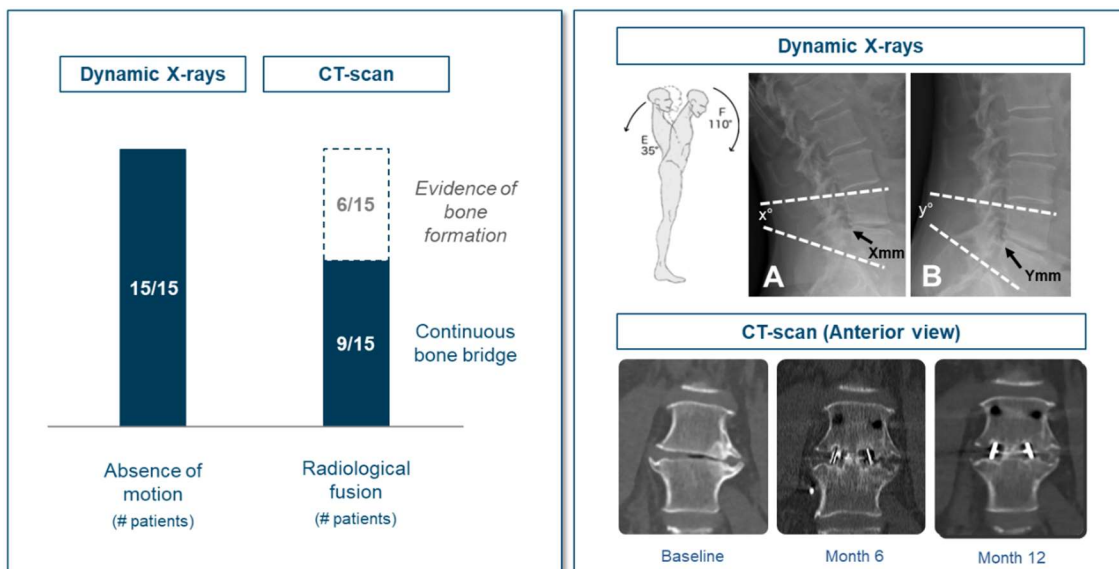 Dynamic X-rays
CT-scan
6/15
Evidence of
bone
formation
15/15
9/15
Continuous
bone bridge
Absence of
motion
(# patients)
Radiological
fusion
(# patients)
Dynamic X-rays
E
35°
F
110°
x°
Xmm
A
y°
Ymm
B
CT-scan (Anterior view)
Baseline
Month 6
Month 12